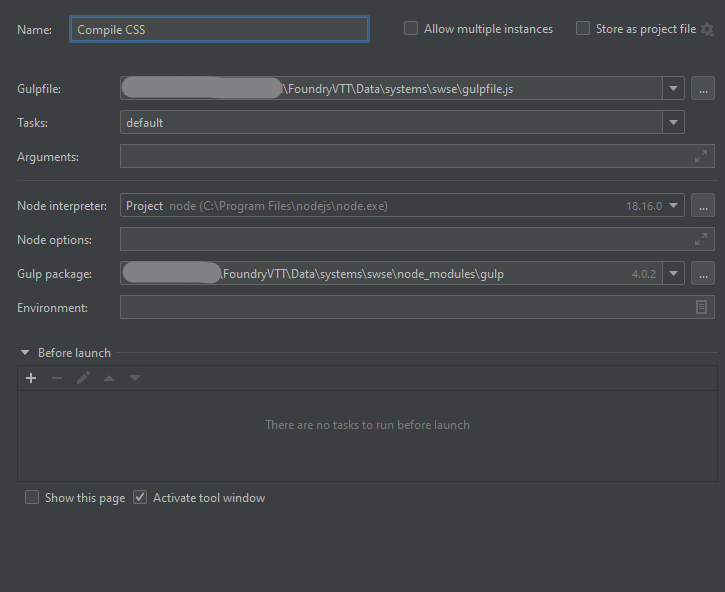 Name: Compile CSS Allow multiple instances Store as project file
Gulpfile: \FoundryVTT\Data\systems\swse\gulpfile.js ...
Tasks: default
Arguments:
Node interpreter: Project node (C:\Program Files\nodejs\node.exe) 18.16.0 ...
Node options:
Gulp package: \FoundryVTT\Data\systems\swse\node_modules\gulp 4.0.2 ...
Environment:
Before launch
There are no tasks to run before launch
Show this page Activate tool window